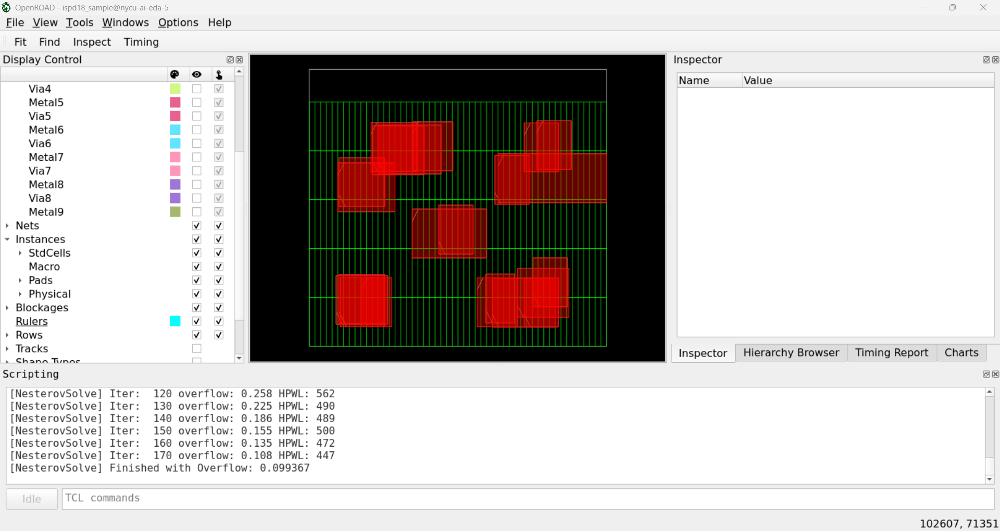 OpenROAD - ispd18_sample@nycu-ai-eda-5
File View Tools Windows Options Help
Fit Find Inspect Timing
Display Control
Via4
Metal5
Via5
Metal6
Via6
Metal7
Via7
Metal8
Via8
Metal9
Nets
Instances
StdCells
Macro
Pads
Physical
Blockages
Rulers
Rows
Tracks
Shape Types
Inspector
Name Value
Inspector Hierarchy Browser Timing Report Charts
Scripting
[NesterovSolve] Iter:  120 overflow: 0.258 HPWL: 562
[NesterovSolve] Iter:  130 overflow: 0.225 HPWL: 490
[NesterovSolve] Iter:  140 overflow: 0.186 HPWL: 489
[NesterovSolve] Iter:  150 overflow: 0.155 HPWL: 500
[NesterovSolve] Iter:  160 overflow: 0.135 HPWL: 472
[NesterovSolve] Iter:  170 overflow: 0.108 HPWL: 447
[NesterovSolve] Finished with Overflow: 0.099367
Idle TCL commands
102607, 71351